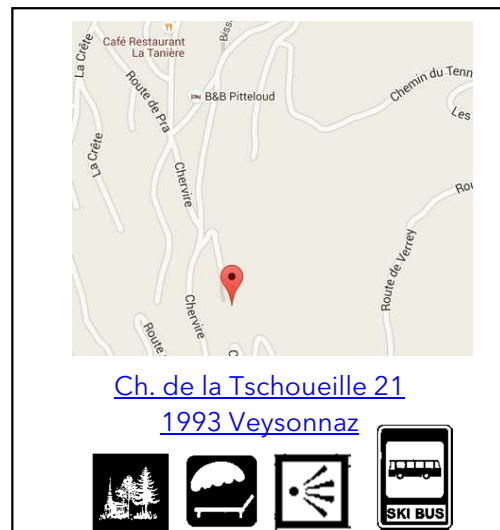 Café Restaurant
La Tanière
Biss
La Crête
Route de Pra
B&B Pitteloud
Chemin du Tenn
Les
La Crête
Chervire
Rou
Route de Verrey
Chervire
Route
C
Ch. de la Tschoueille 21
1993 Veysonnaz
SKI BUS